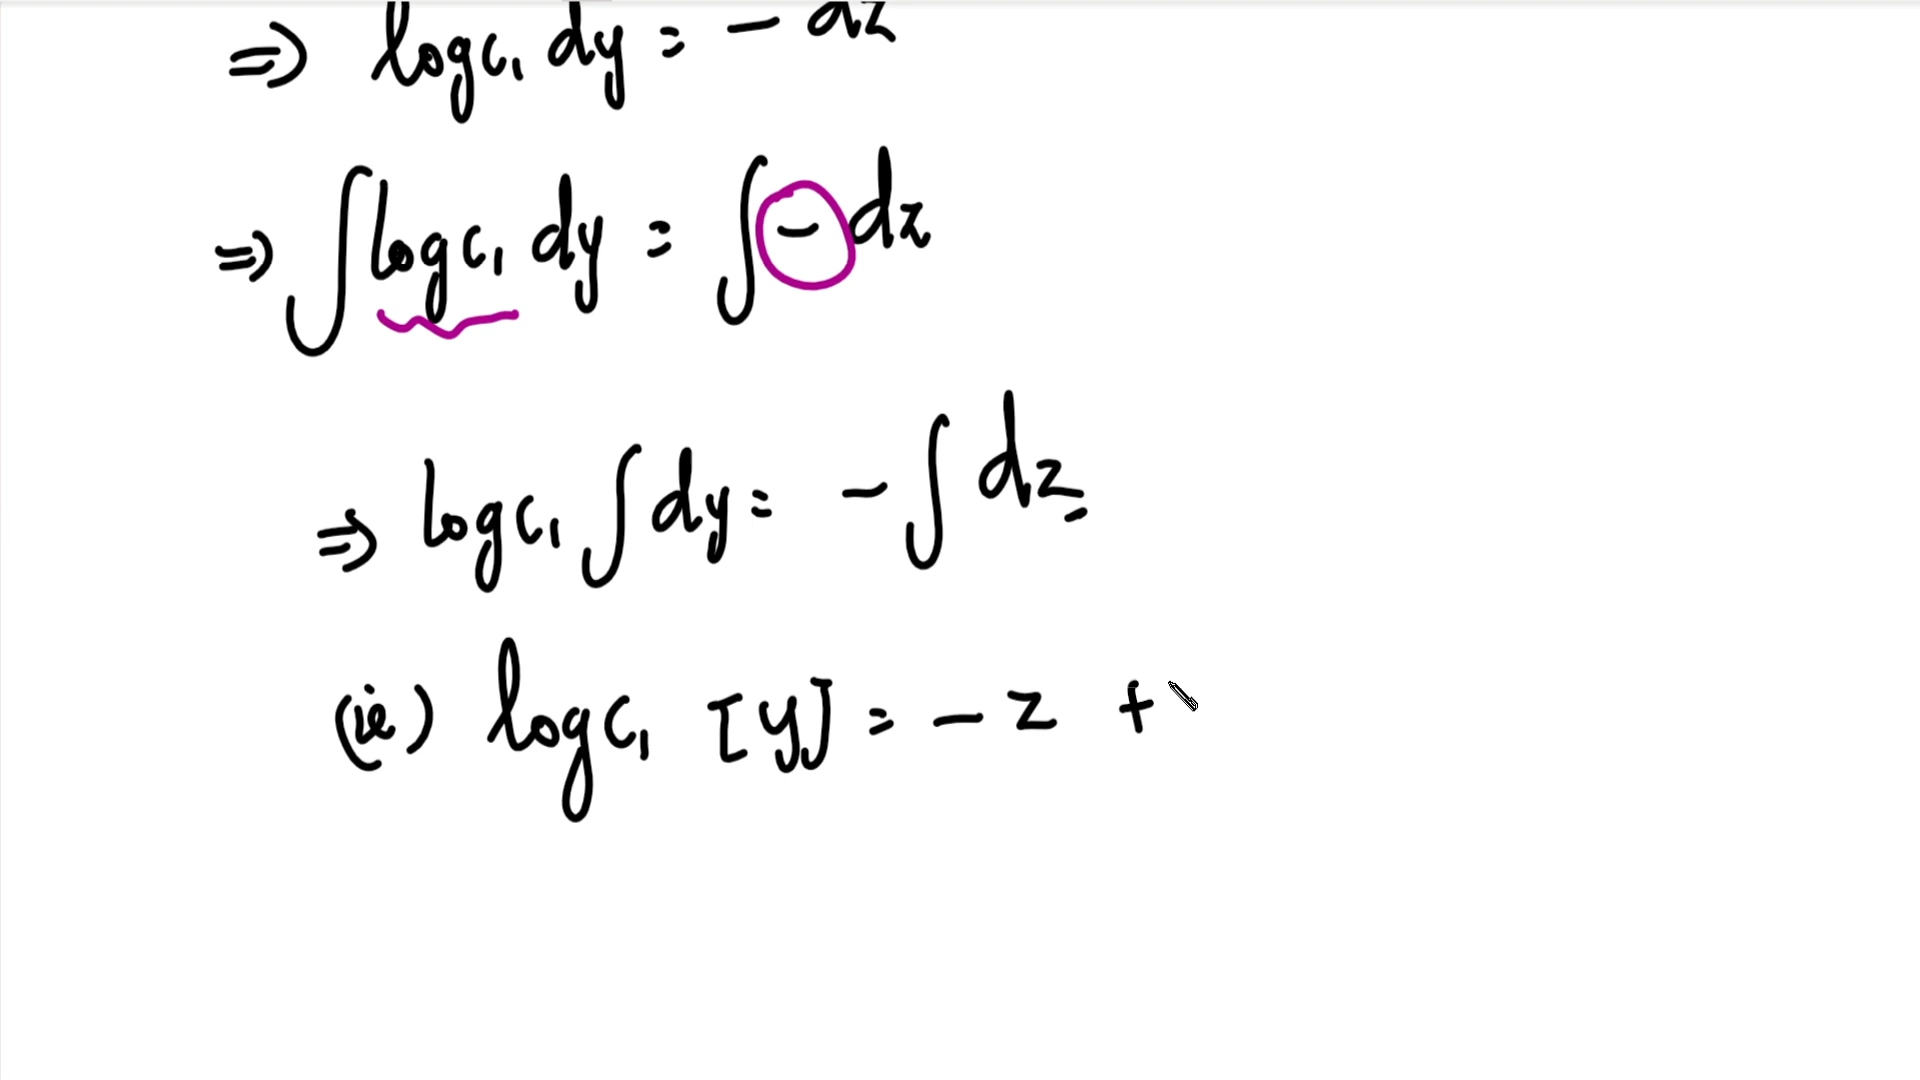 ⇒ log c₁ dy = - dz
⇒ ∫ log c₁ dy = ∫ - dz
⇒ log c₁ ∫ dy = - ∫ dz
(ie) log c₁ [y] = - z +